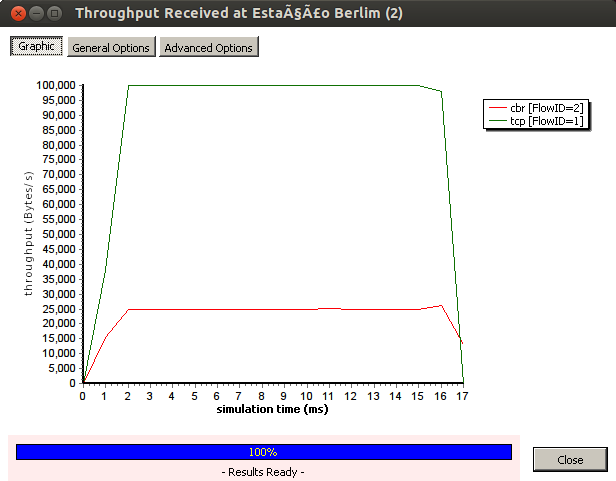 Throughput Received at EstaÃ§Ã£o Berlim (2)
Graphic
General Options
Advanced Options
throughput (Bytes/s)
100,000
95,000
90,000
85,000
80,000
75,000
70,000
65,000
60,000
55,000
50,000
45,000
40,000
35,000
30,000
25,000
20,000
15,000
10,000
5,000
0
0 1 2 3 4 5 6 7 8 9 10 11 12 13 14 15 16 17
simulation time (ms)
cbr [FlowID=2]
tcp [FlowID=1]
100%
- Results Ready -
Close